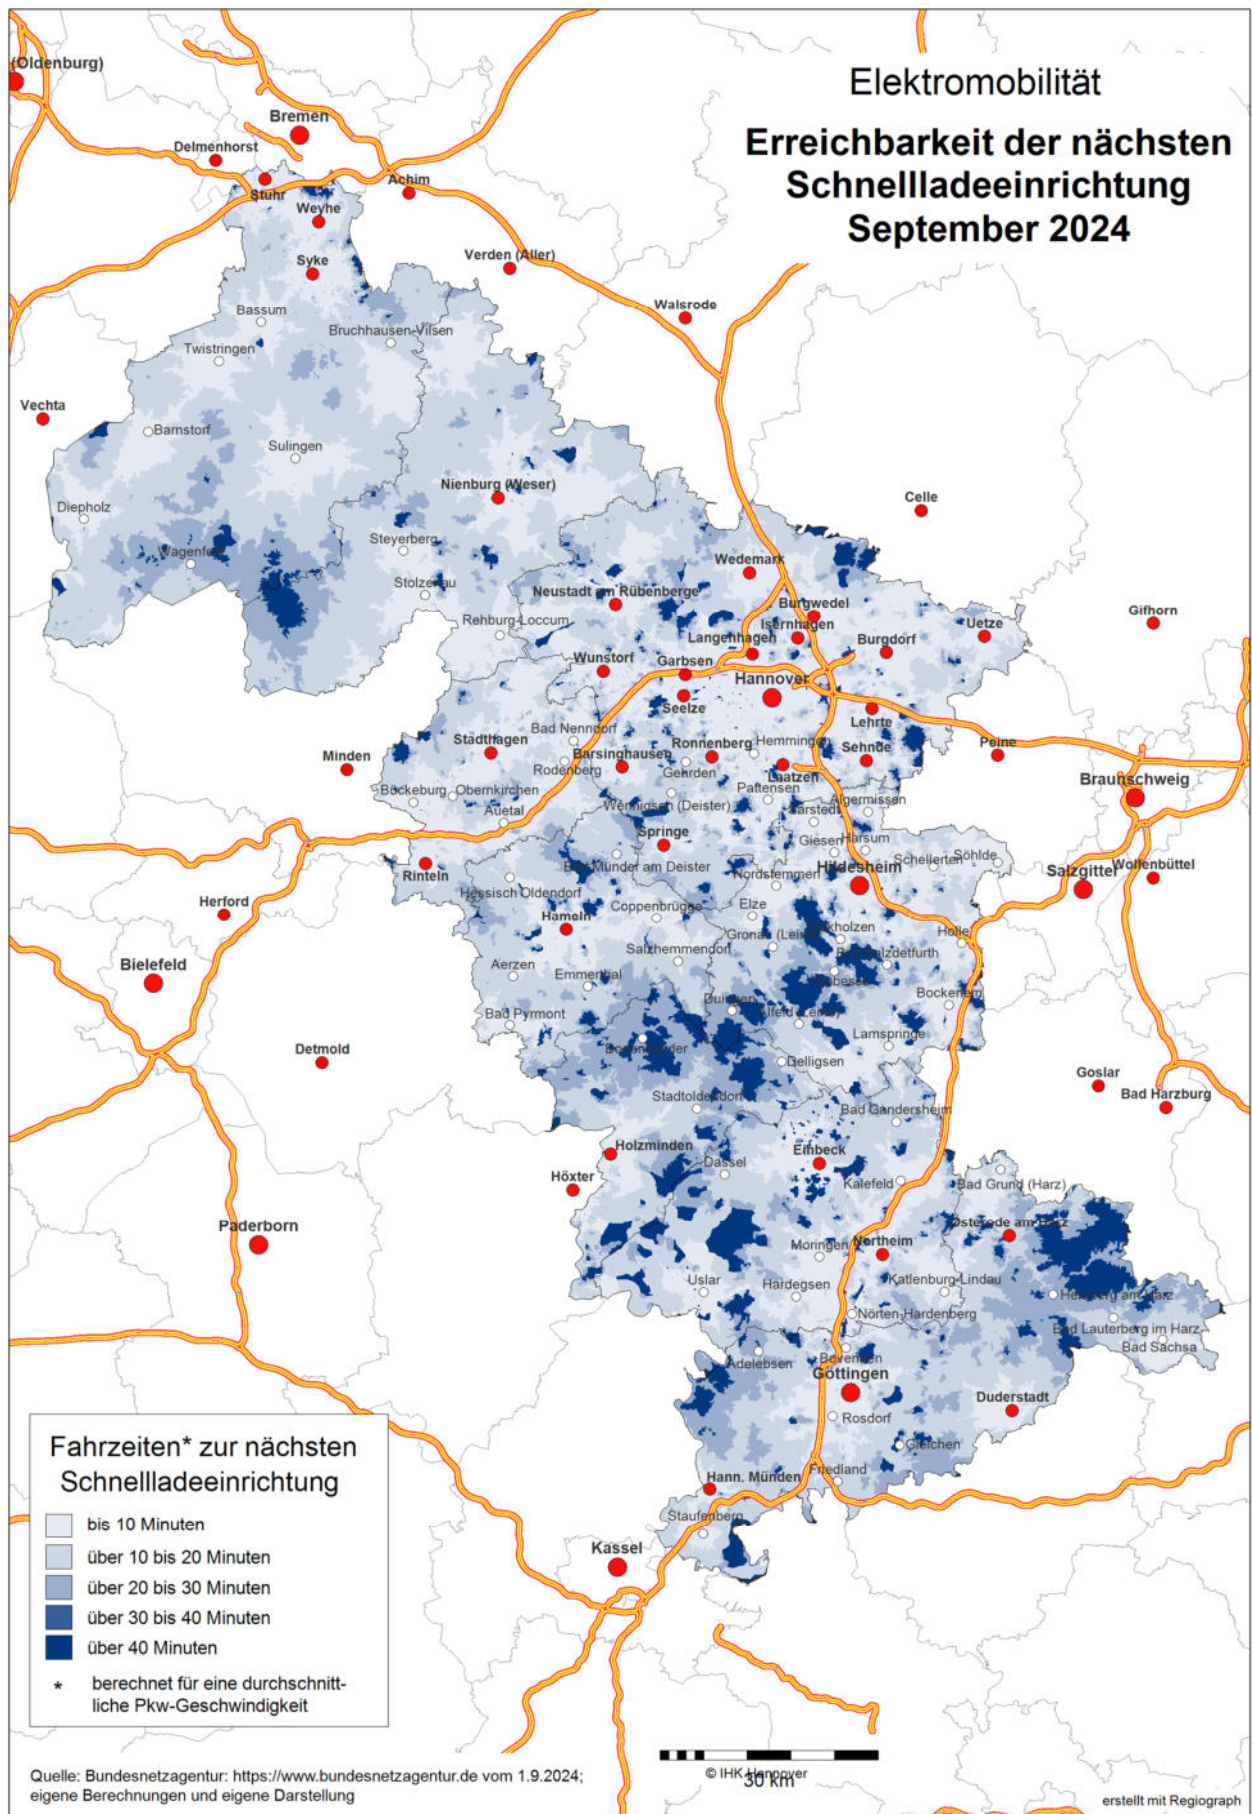 Elektromobilität
Erreichbarkeit der nächsten
Schnellladeeinrichtung
September 2024
(Oldenburg)
Bremen
Delmenhorst
Stuhr
Achim
Weyhe
Syke
Verden (Aller)
Walsrode
Bassum
Bruchhausen-Vilsen
Twistringen
Vechta
Barnstorf
Sulingen
Nienburg (Weser)
Celle
Diepholz
Steyerberg
Wagenfeld
Wedemark
Stolzenau
Neustadt am Rübenberge
Burgwedel
Gifhorn
Rehburg-Loccum
Isernhagen
Uetze
Langenhagen
Burgdorf
Wunstorf
Garbsen
Hannover
Seelze
Lehrte
Bad Nenndorf
Stadthagen
Ronnenberg
Hemmingen
Sehnde
Peine
Minden
Barsinghausen
Rodenberg
Gehrden
Laatzen
Braunschweig
Bückeburg
Obernkirchen
Pattensen
Wennigsen (Deister)
Algermissen
Auetal
Sarstedt
Springe
Giesen
Harsum
Rinteln
Bad Münder am Deister
Schellerten
Söhlde
Nordstemmen
Hildesheim
Salzgitter
Wolfenbüttel
Hessisch Oldendorf
Herford
Coppenbrügge
Elze
Hameln
Gronau (Leine)
Holle
Salzhemmendorf
Bielefeld
Aerzen
Emmerthal
Bockenem
Duingen
Bad Pyrmont
Alfeld (Leine)
Lamspringe
Detmold
Bodenwerder
Delligsen
Goslar
Stadtoldendorf
Bad Gandersheim
Bad Harzburg
Holzminden
Einbeck
Dassel
Höxter
Kalefeld
Bad Grund (Harz)
Paderborn
Osterode am Harz
Moringen
Northeim
Uslar
Hardegsen
Katlenburg-Lindau
Herzberg am Harz
Nörten-Hardenberg
Bad Lauterberg im Harz
Bad Sachsa
Adelebsen
Bovenden
Göttingen
Duderstadt
Rosdorf
Gleichen
Friedland
Hann. Münden
Staufenberg
Kassel
Fahrzeiten* zur nächsten
Schnellladeeinrichtung
bis 10 Minuten
über 10 bis 20 Minuten
über 20 bis 30 Minuten
über 30 bis 40 Minuten
über 40 Minuten
* berechnet für eine durchschnitt-
liche Pkw-Geschwindigkeit
© IHK Hannover
30 km
Quelle: Bundesnetzagentur: https://www.bundesnetzagentur.de vom 1.9.2024;
eigene Berechnungen und eigene Darstellung
erstellt mit Regiograph